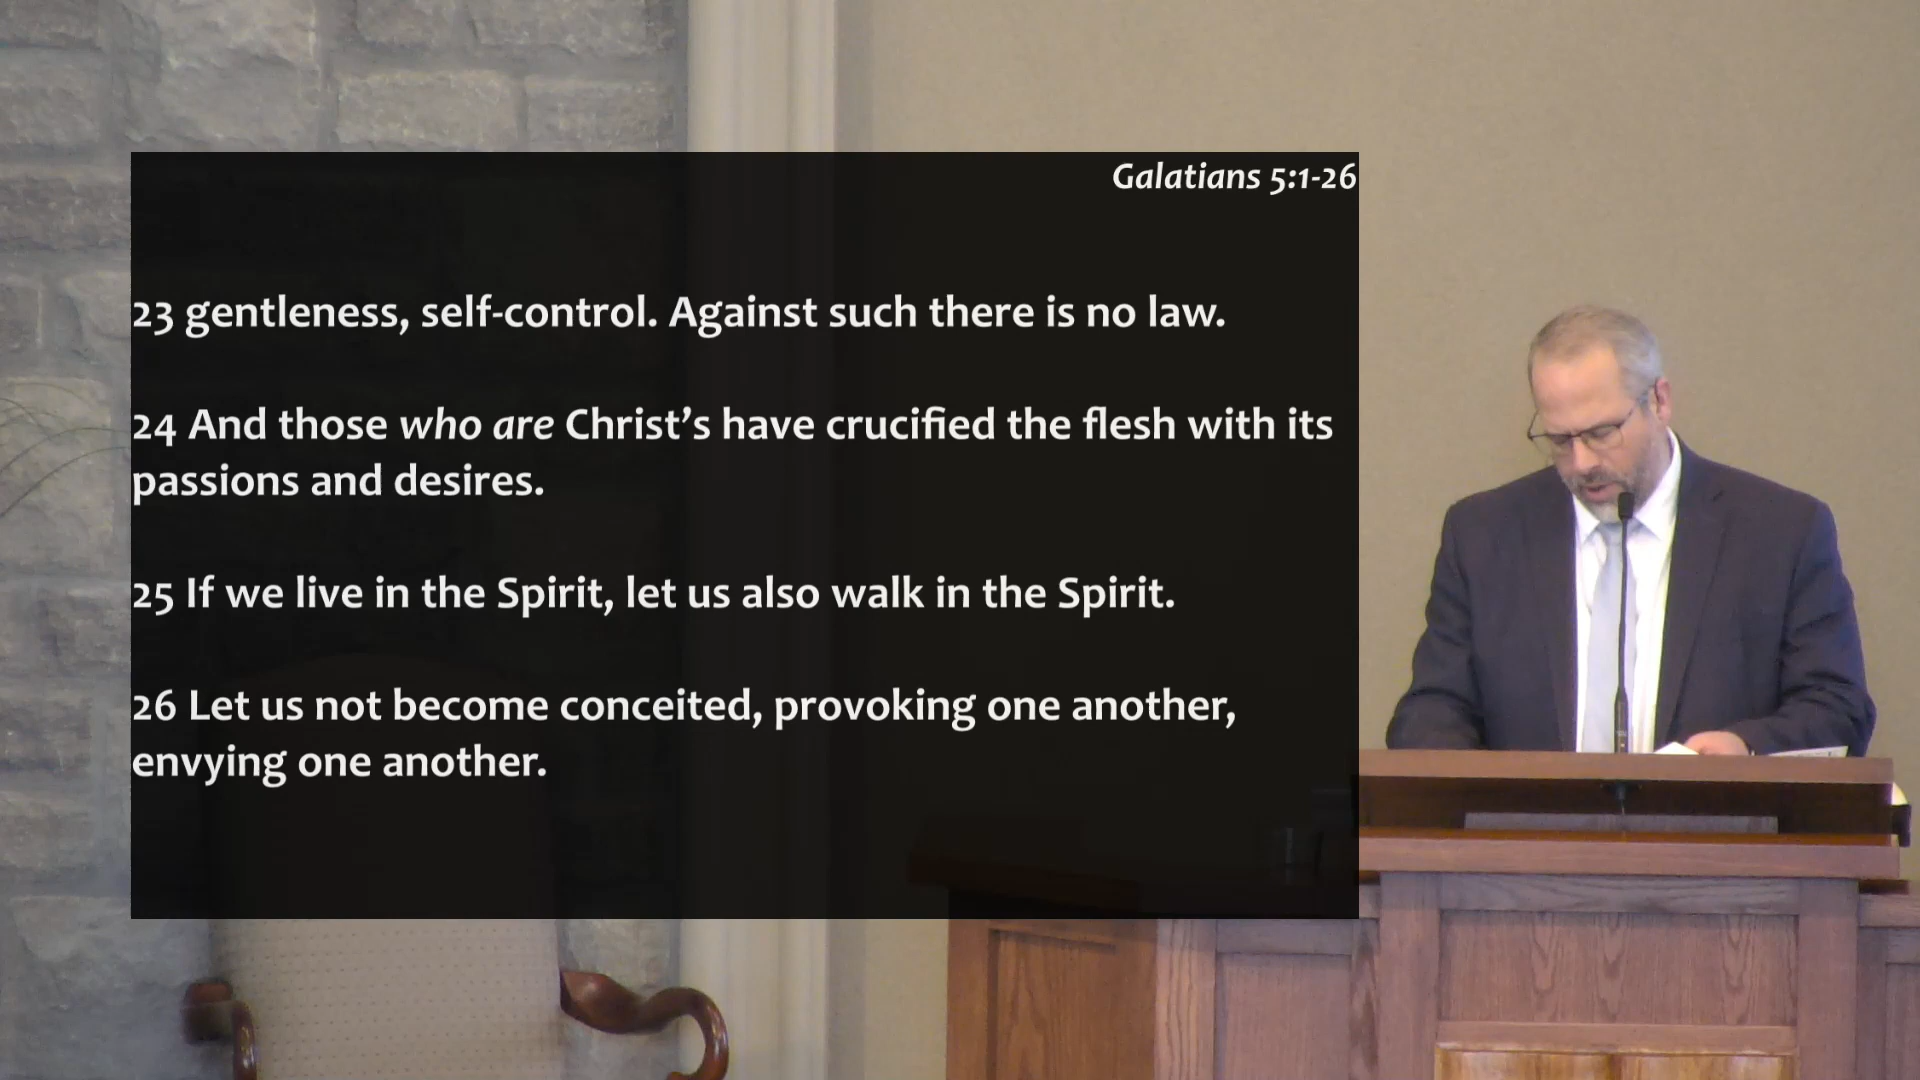 Galatians 5:1-26
23 gentleness, self-control. Against such there is no law.
24 And those who are Christ’s have crucified the flesh with its
passions and desires.
25 If we live in the Spirit, let us also walk in the Spirit.
26 Let us not become conceited, provoking one another,
envying one another.